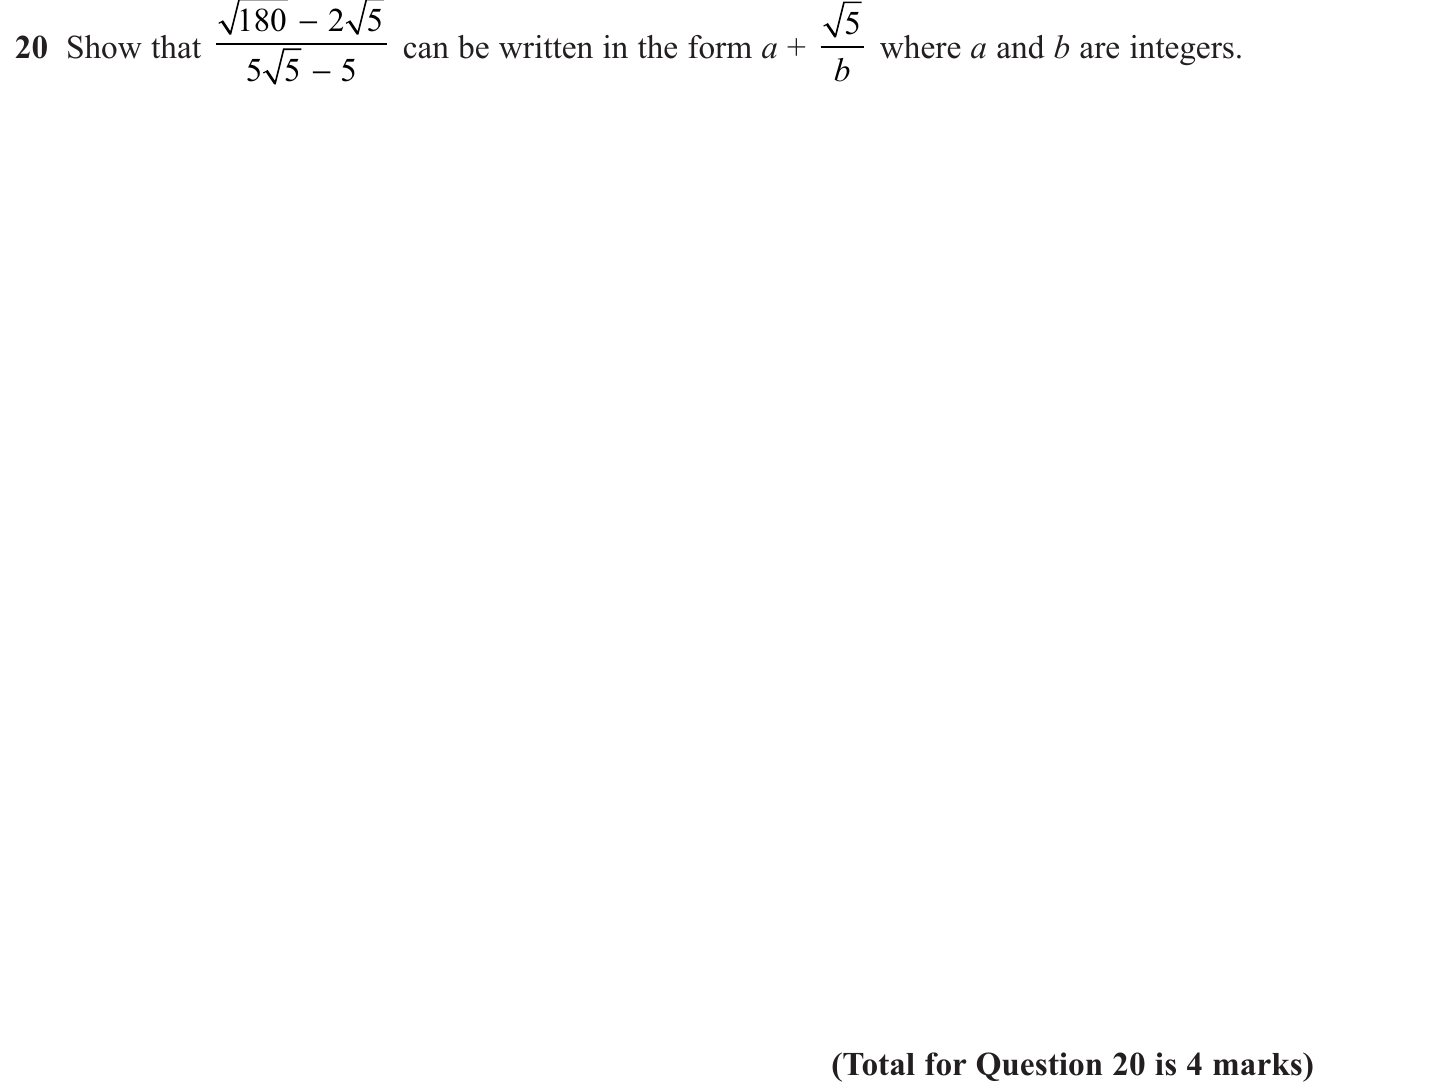 20 Show that \frac{\sqrt{180} - 2\sqrt{5}}{5\sqrt{5} - 5} can be written in the form a + \frac{\sqrt{5}}{b} where a and b are integers.
(Total for Question 20 is 4 marks)